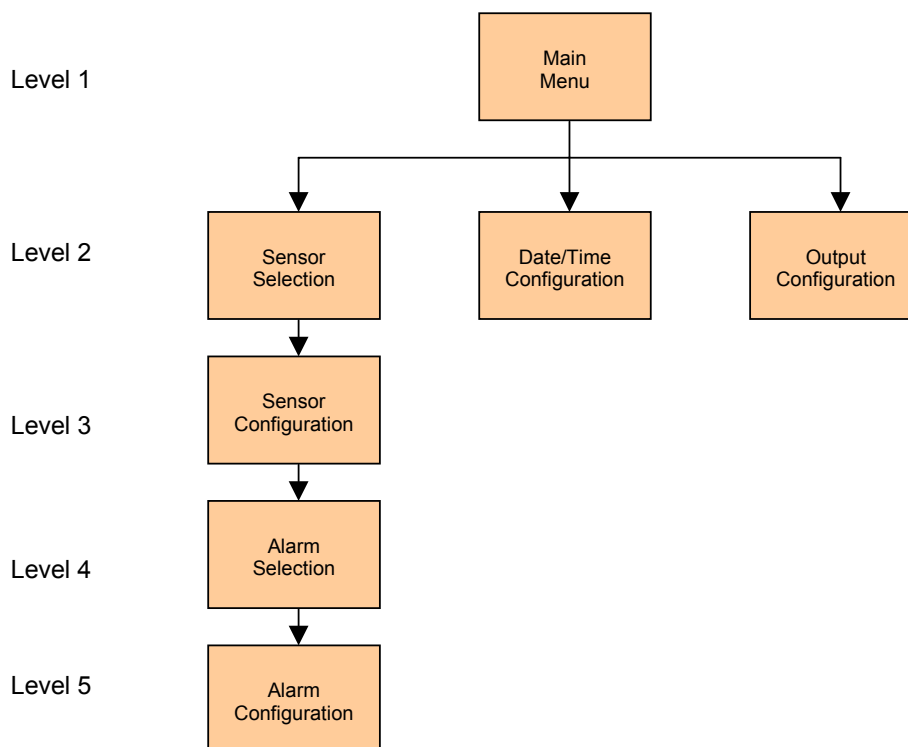 Level 1
Main
Menu
Level 2
Sensor
Selection
Date/Time
Configuration
Output
Configuration
Level 3
Sensor
Configuration
Level 4
Alarm
Selection
Level 5
Alarm
Configuration